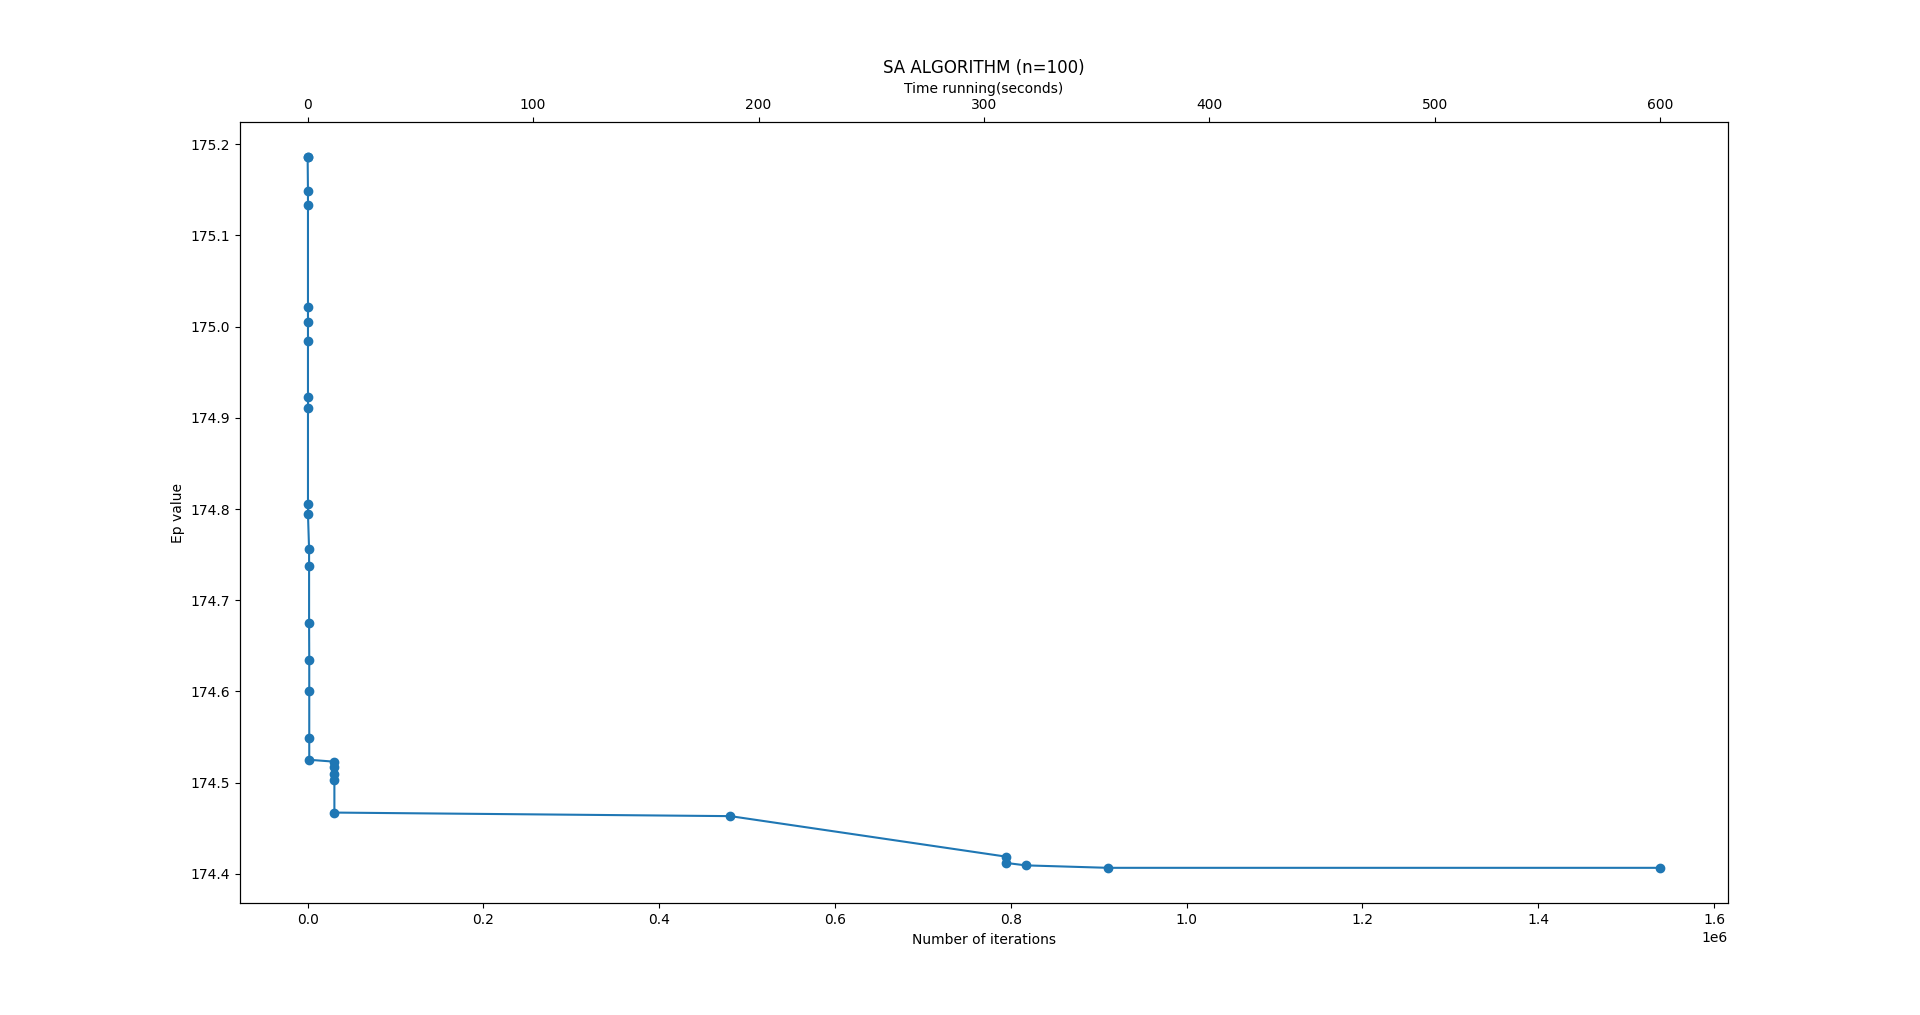 SA ALGORITHM (n=100)
Time running(seconds)
0 100 200 300 400 500 600
175.2
175.1
175.0
174.9
174.8
174.7
174.6
174.5
174.4
Ep value
0.0 0.2 0.4 0.6 0.8 1.0 1.2 1.4 1.6
1e6
Number of iterations